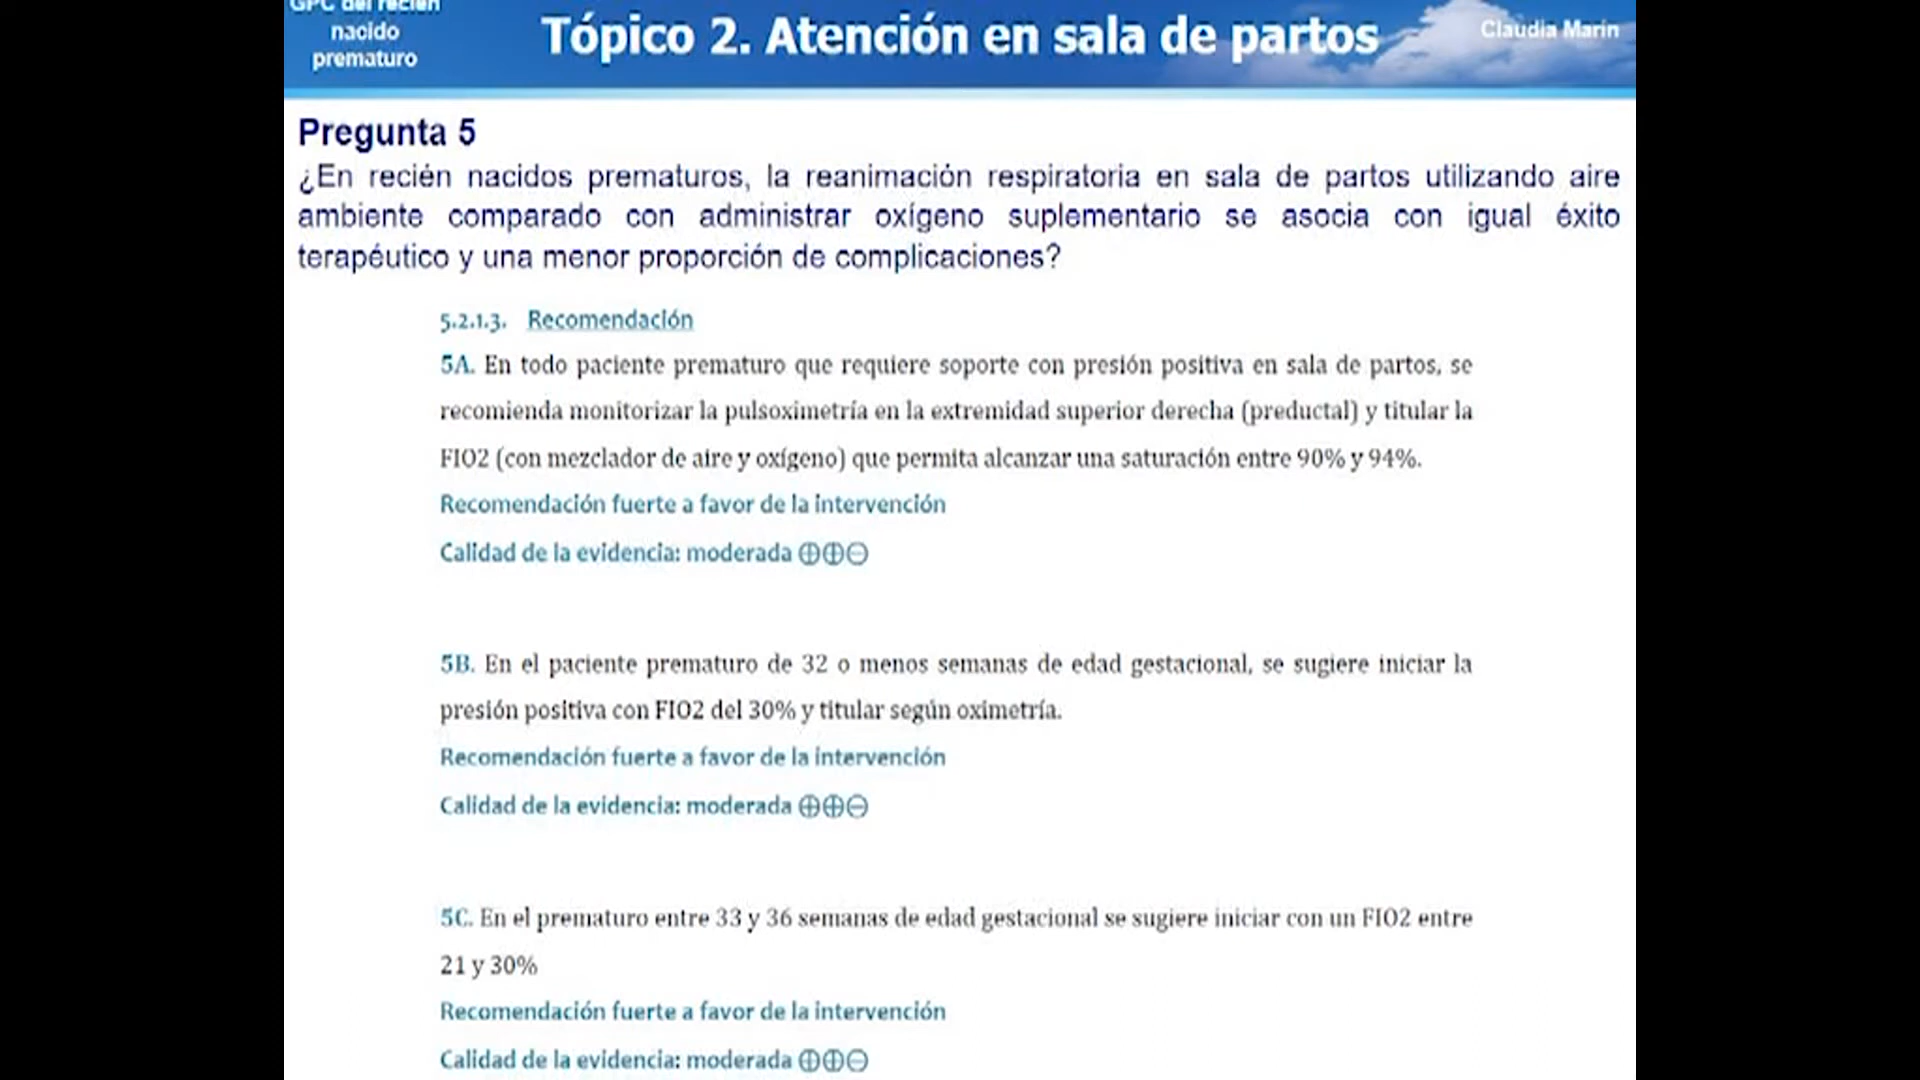 GPC del recién
nacido
prematuro
Tópico 2. Atención en sala de partos
Claudia Marin
Pregunta 5
¿En recién nacidos prematuros, la reanimación respiratoria en sala de partos utilizando aire
ambiente comparado con administrar oxígeno suplementario se asocia con igual éxito
terapéutico y una menor proporción de complicaciones?
5.2.1.3. Recomendación
5A. En todo paciente prematuro que requiere soporte con presión positiva en sala de partos, se
recomienda monitorizar la pulsoximetría en la extremidad superior derecha (preductal) y titular la
FIO2 (con mezclador de aire y oxígeno) que permita alcanzar una saturación entre 90% y 94%.
Recomendación fuerte a favor de la intervención
Calidad de la evidencia: moderada ⊕⊕⊖
5B. En el paciente prematuro de 32 o menos semanas de edad gestacional, se sugiere iniciar la
presión positiva con FIO2 del 30% y titular según oximetría.
Recomendación fuerte a favor de la intervención
Calidad de la evidencia: moderada ⊕⊕⊖
5C. En el prematuro entre 33 y 36 semanas de edad gestacional se sugiere iniciar con un FIO2 entre
21 y 30%
Recomendación fuerte a favor de la intervención
Calidad de la evidencia: moderada ⊕⊕⊖